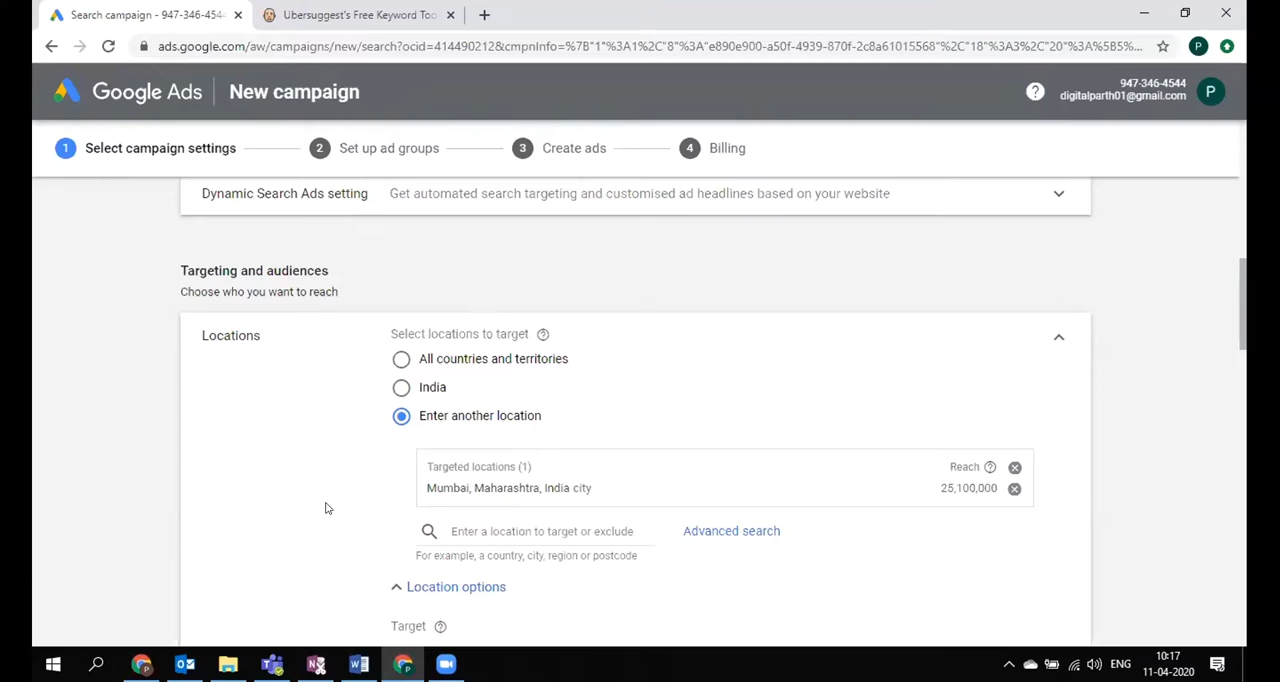 Search campaign - 947-346-454
Ubersuggest's Free Keyword Too
ads.google.com/aw/campaigns/new/search?ocid=414490212&cmpnInfo=%7B"1"%3A1%2C"8"%3A"e890e900-a50f-4939-870f-2c8a61015568"%2C"18"%3A3%2C"20"%3A%5B5%...
P
Google Ads
New campaign
?
947-346-4544
digitalparth01@gmail.com
P
1 Select campaign settings
2 Set up ad groups
3 Create ads
4 Billing
Dynamic Search Ads setting
Get automated search targeting and customised ad headlines based on your website
Targeting and audiences
Choose who you want to reach
Locations
Select locations to target ?
All countries and territories
India
Enter another location
Targeted locations (1)
Reach ?
Mumbai, Maharashtra, India city
25,100,000
Enter a location to target or exclude
Advanced search
For example, a country, city, region or postcode
Location options
Target ?
ENG
10:17
11-04-2020